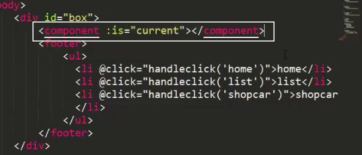 body>
<div id="box">
<component :is="current"></component>
<footer>
<ul>
<li @click="handleclick('home')">home</li>
<li @click="handleclick('list')">list</li>
<li @click="handleclick('shopcar')">shopcar
</li>
</ul>
</footer>
</div>